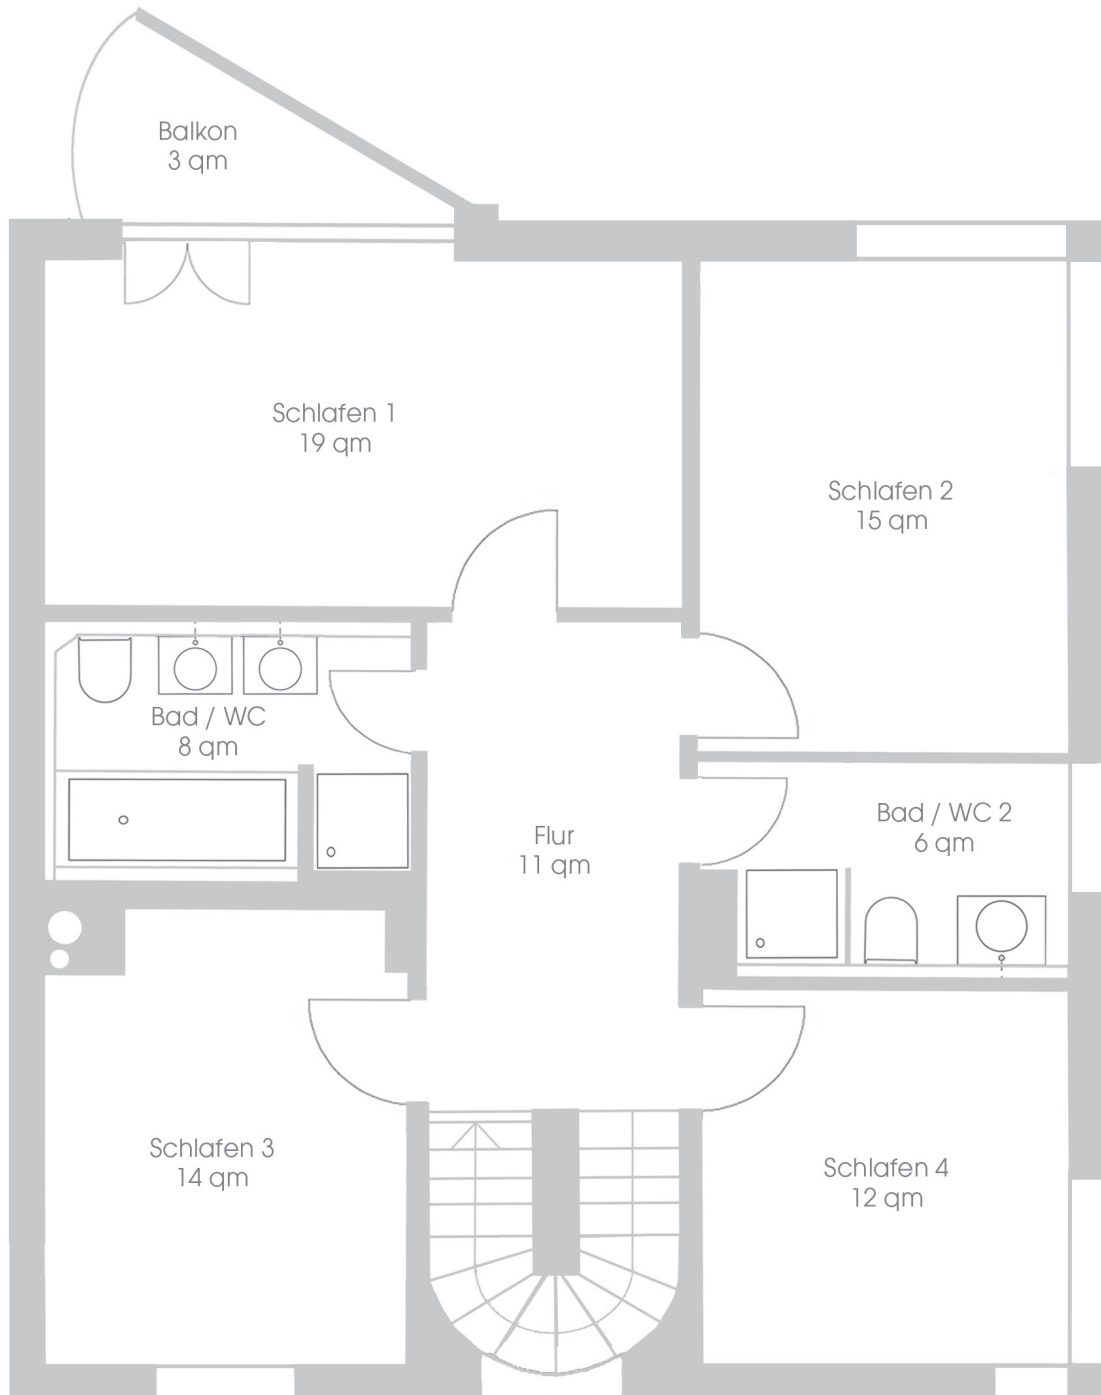 Balkon
3 qm
Schlafen 1
19 qm
Schlafen 2
15 qm
Bad / WC
8 qm
Flur
11 qm
Bad / WC 2
6 qm
Schlafen 3
14 qm
Schlafen 4
12 qm